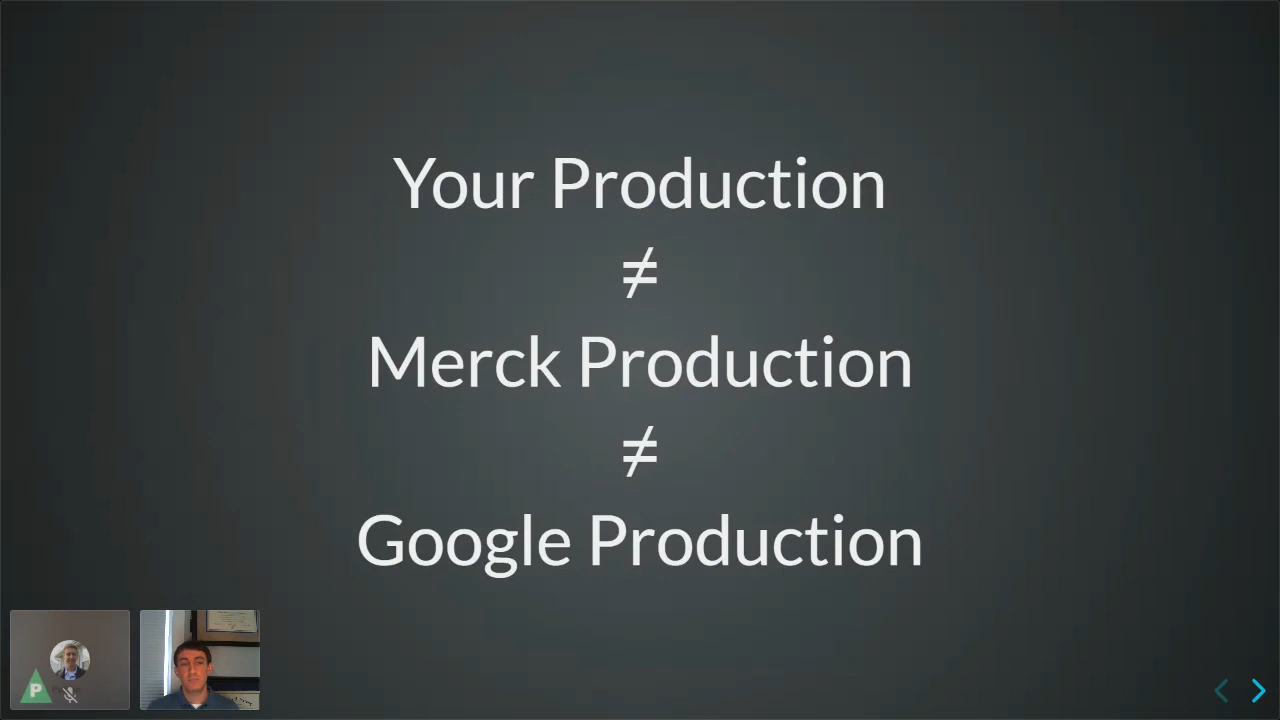 Your Production
≠
Merck Production
≠
Google Production
P